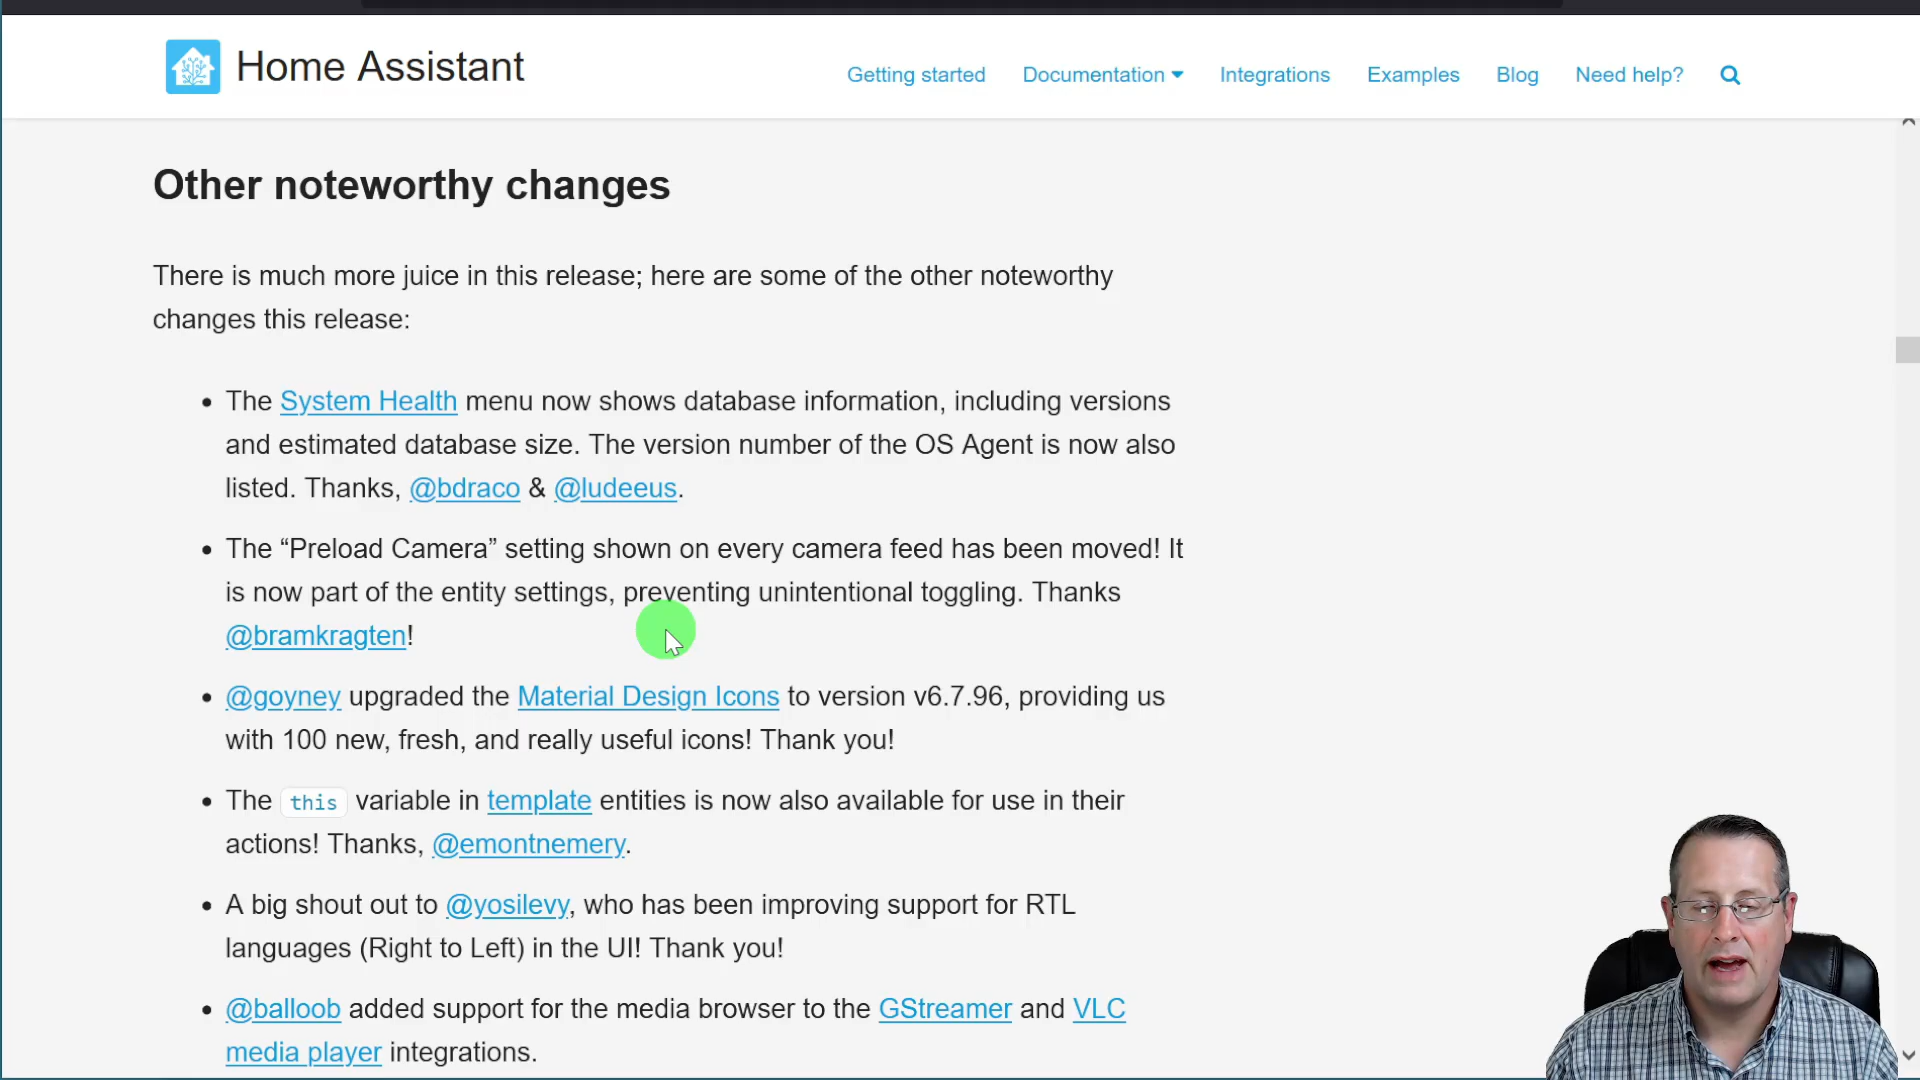 Home Assistant
Getting started
Documentation
Integrations
Examples
Blog
Need help?
Other noteworthy changes
There is much more juice in this release; here are some of the other noteworthy
changes this release:
• The System Health menu now shows database information, including versions
and estimated database size. The version number of the OS Agent is now also
listed. Thanks, @bdraco & @ludeeus.
• The “Preload Camera” setting shown on every camera feed has been moved! It
is now part of the entity settings, preventing unintentional toggling. Thanks
@bramkragten!
• @goyney upgraded the Material Design Icons to version v6.7.96, providing us
with 100 new, fresh, and really useful icons! Thank you!
• The this variable in template entities is now also available for use in their
actions! Thanks, @emontnemery.
• A big shout out to @yosilevy, who has been improving support for RTL
languages (Right to Left) in the UI! Thank you!
• @balloob added support for the media browser to the GStreamer and VLC
media player integrations.